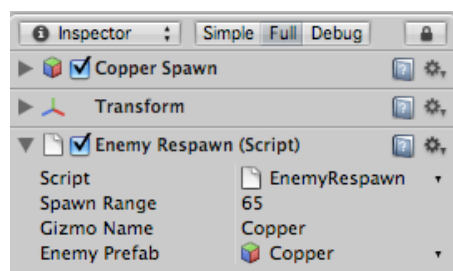 Inspector Simple Full Debug
Copper Spawn
Transform
Enemy Respawn (Script)
Script EnemyRespawn
Spawn Range 65
Gizmo Name Copper
Enemy Prefab Copper